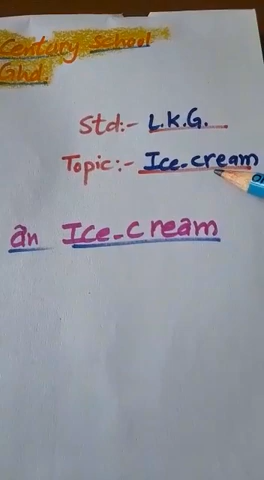 Century School
Ghd.
Std:- L.K.G.
Topic:- Ice-cream
an Ice-cream